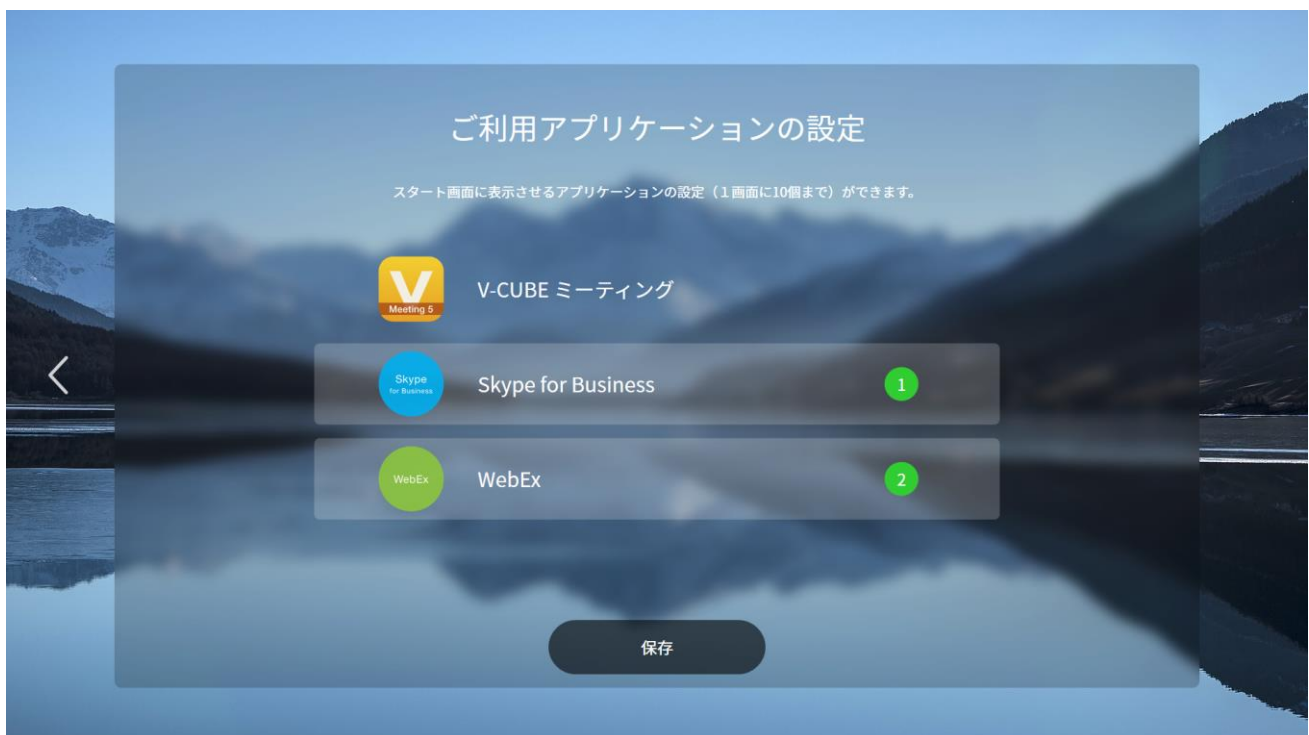 ご利用アプリケーションの設定
スタート画面に表示させるアプリケーションの設定（１画面に10個まで）ができます。
V
Meeting 5
V-CUBE ミーティング
Skype
for Business
Skype for Business
1
WebEx
WebEx
2
保存